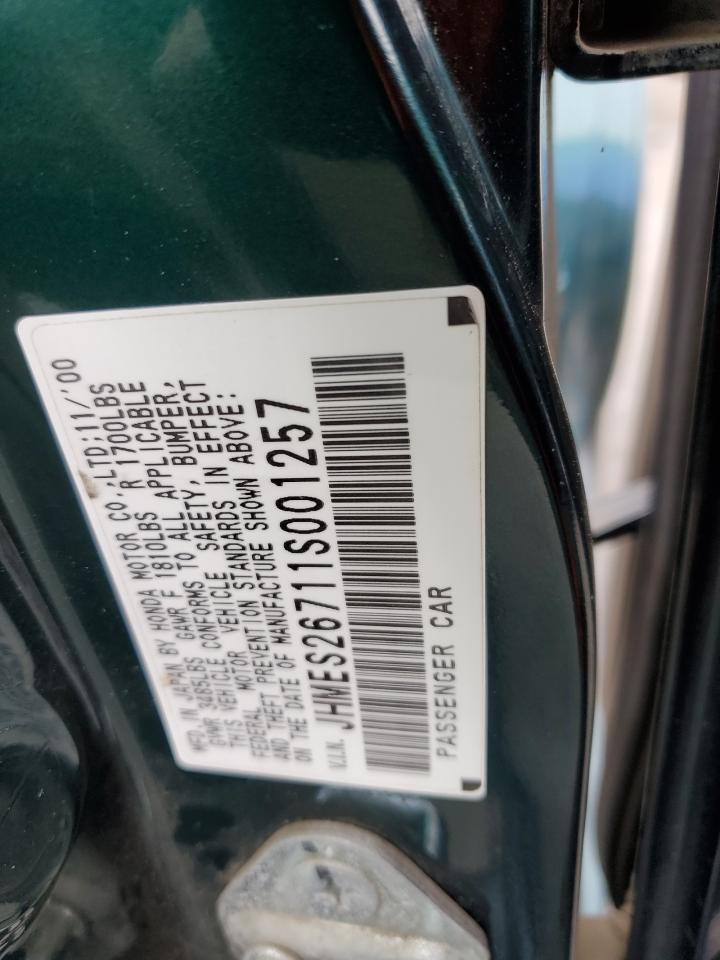 MFD. IN JAPAN BY HONDA MOTOR CO.,LTD:11/'00
GVWR 3485LBS GAWR F 1810LBS R 1700LBS
THIS VEHICLE CONFORMS TO ALL APPLICABLE
FEDERAL MOTOR VEHICLE SAFETY, BUMPER,
AND THEFT PREVENTION STANDARDS IN EFFECT
ON THE DATE OF MANUFACTURE SHOWN ABOVE:
V.I.N. JHMES26711S001257
PASSENGER CAR